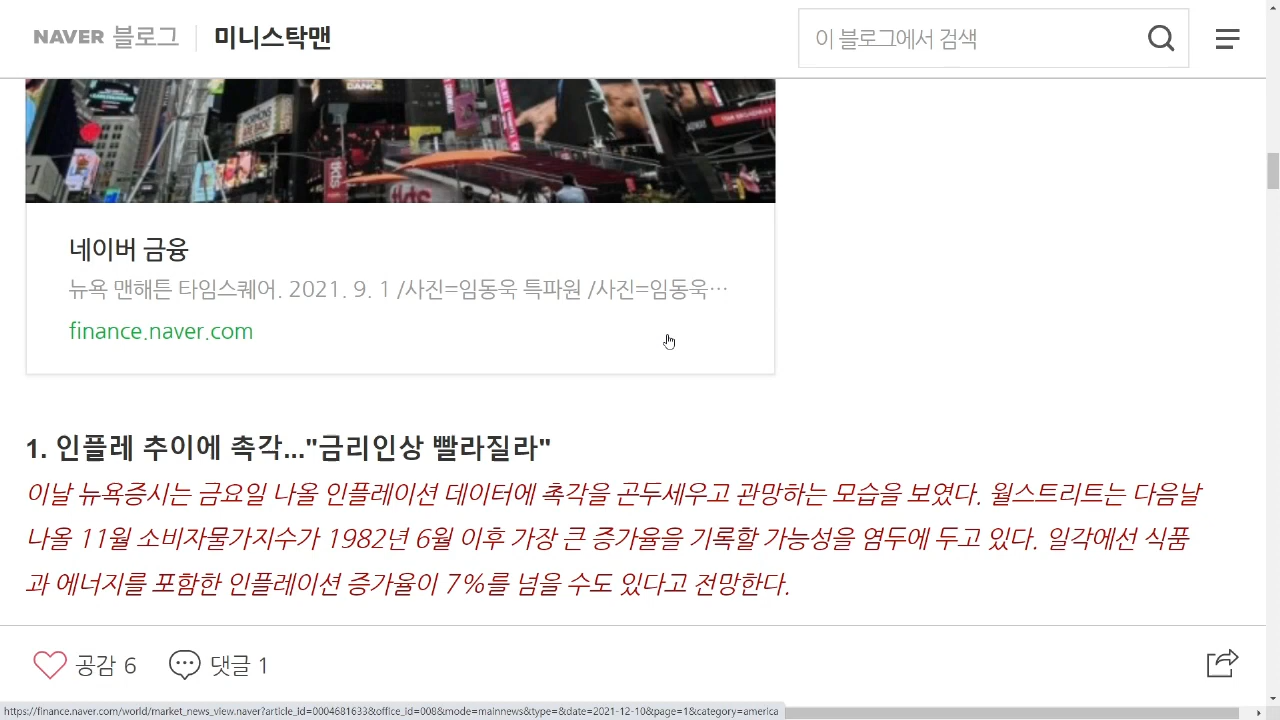 NAVER 블로그 미니스탁맨
이 블로그에서 검색
DANCE
tkts
tkts
네이버 금융
뉴욕 맨해튼 타임스퀘어. 2021. 9. 1 /사진=임동욱 특파원 /사진=임동욱…
finance.naver.com
1. 인플레 추이에 촉각..."금리인상 빨라질라"
이날 뉴욕증시는 금요일 나올 인플레이션 데이터에 촉각을 곤두세우고 관망하는 모습을 보였다. 월스트리트는 다음날
나올 11월 소비자물가지수가 1982년 6월 이후 가장 큰 증가율을 기록할 가능성을 염두에 두고 있다. 일각에선 식품
과 에너지를 포함한 인플레이션 증가율이 7%를 넘을 수도 있다고 전망한다.
공감 6 댓글 1
https://finance.naver.com/world/market_news_view.naver?article_id=0004681633&office_id=008&mode=mainnews&type=&date=2021-12-10&page=1&category=america